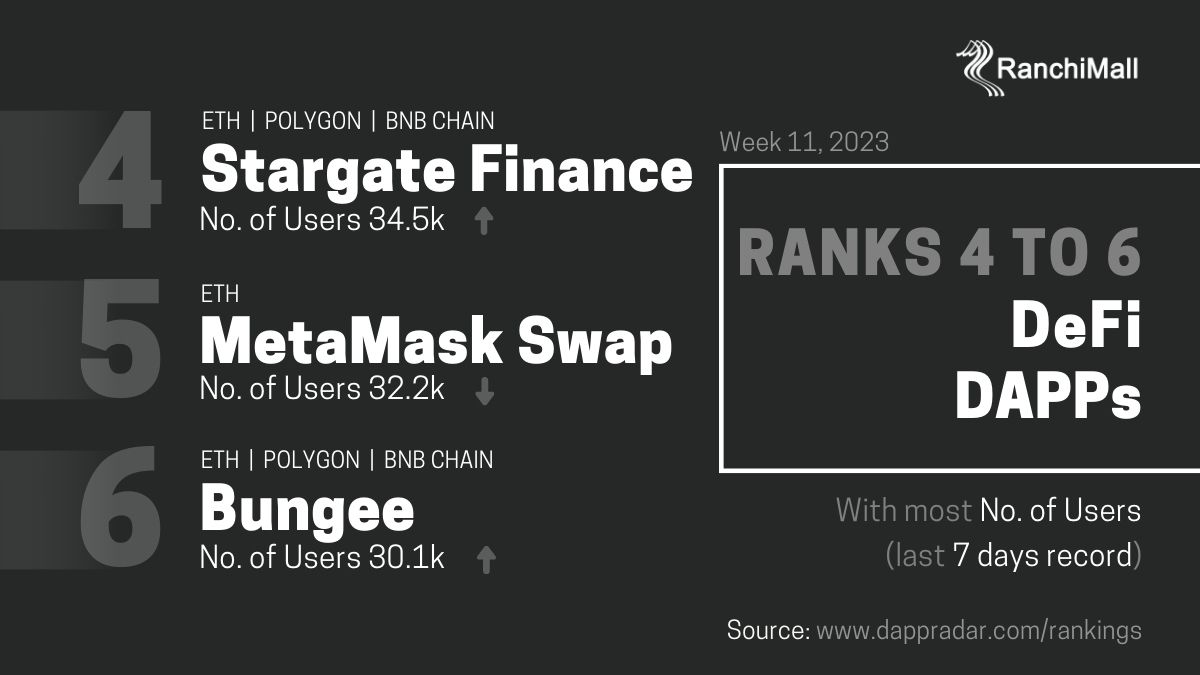 RanchiMall
4
ETH | POLYGON | BNB CHAIN
Stargate Finance
No. of Users 34.5k
5
ETH
MetaMask Swap
No. of Users 32.2k
6
ETH | POLYGON | BNB CHAIN
Bungee
No. of Users 30.1k
Week 11, 2023
RANKS 4 TO 6
DeFi
DAPPs
With most No. of Users
(last 7 days record)
Source: www.dappradar.com/rankings